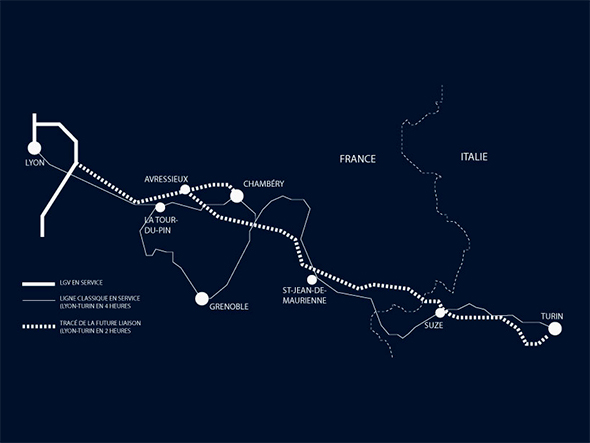 FRANCE
ITALIE
LYON
AVRESSIEUX
CHAMBÉRY
LA TOUR-
DU-PIN
GRENOBLE
ST-JEAN-DE-
MAURIENNE
SUZE
TURIN
LGV EN SERVICE
LIGNE CLASSIQUE EN SERVICE
(LYON-TURIN EN 4 HEURES
TRACÉ DE LA FUTURE LIAISON
(LYON-TURIN EN 2 HEURES